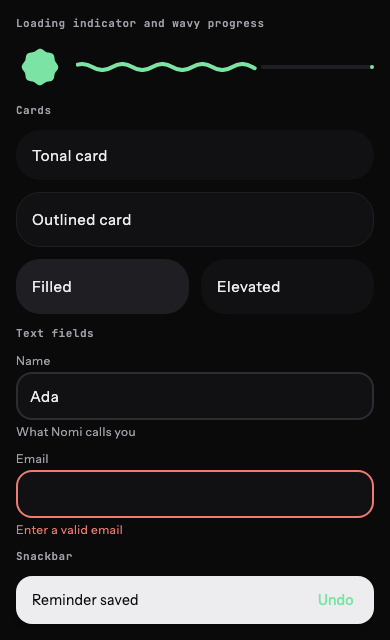 Loading indicator and wavy progress
Cards
Tonal card
Outlined card
Filled
Elevated
Text fields
Name
Ada
What Nomi calls you
Email
Enter a valid email
Snackbar
Reminder saved
Undo